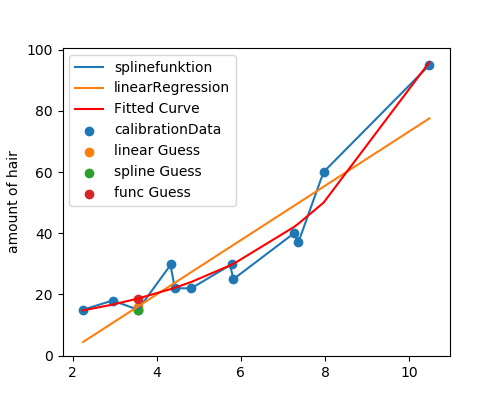 100
80
60
40
20
0
amount of hair
splinefunktion
linearRegression
Fitted Curve
calibrationData
linear Guess
spline Guess
func Guess
2 4 6 8 10